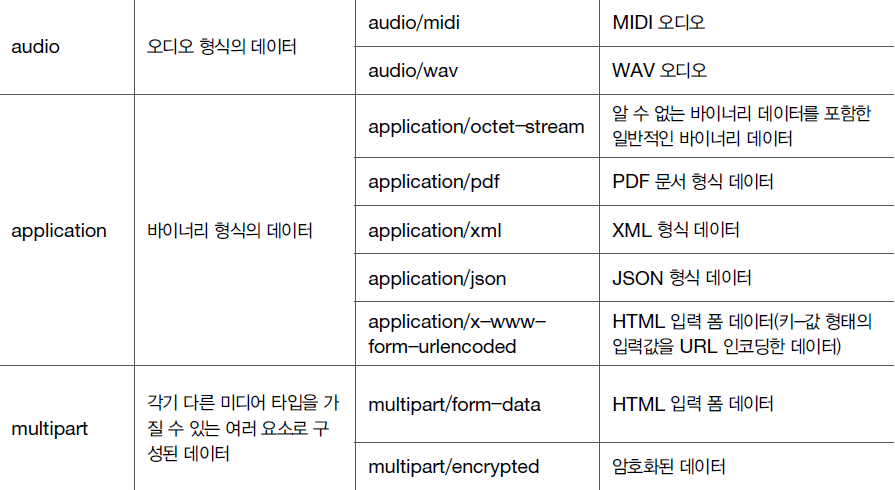 audio
오디오 형식의 데이터
audio/midi
MIDI 오디오
audio/wav
WAV 오디오
application
바이너리 형식의 데이터
application/octet–stream
알 수 없는 바이너리 데이터를 포함한
일반적인 바이너리 데이터
application/pdf
PDF 문서 형식 데이터
application/xml
XML 형식 데이터
application/json
JSON 형식 데이터
application/x–www–
form–urlencoded
HTML 입력 폼 데이터(키–값 형태의
입력값을 URL 인코딩한 데이터)
multipart
각기 다른 미디어 타입을 가
질 수 있는 여러 요소로 구
성된 데이터
multipart/form–data
HTML 입력 폼 데이터
multipart/encrypted
암호화된 데이터